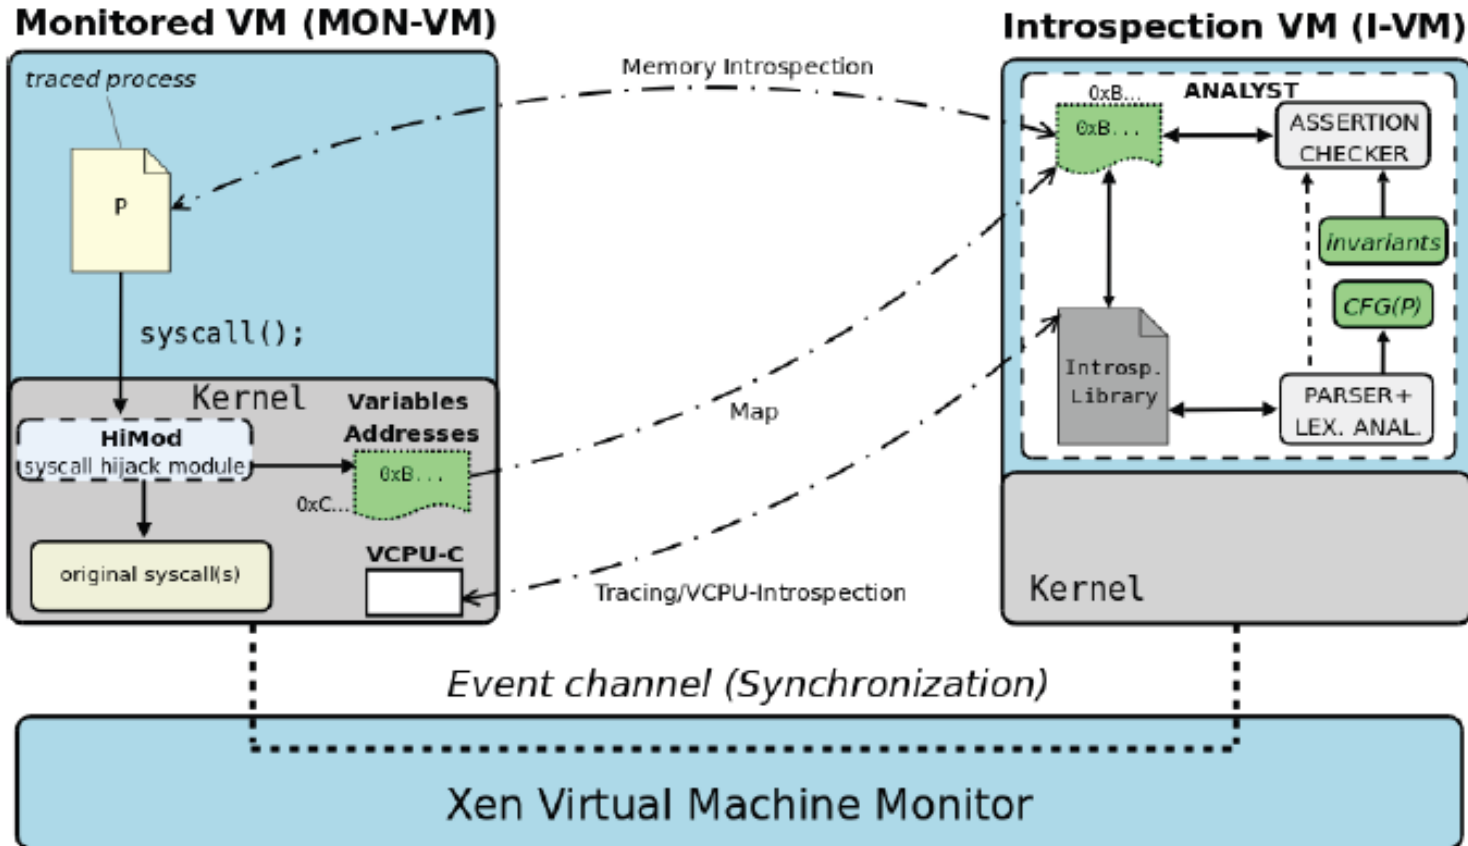 Monitored VM (MON-VM)
traced process
P
syscall();
Kernel
HiMod
syscall hijack module
Variables
Addresses
0xB...
0xC...
original syscall(s)
VCPU-C
Memory Introspection
Map
Tracing/VCPU-Introspection
Introspection VM (I-VM)
ANALYST
0xB...
0xB...
ASSERTION
CHECKER
invariants
CFG(P)
Introsp.
Library
PARSER+
LEX. ANAL.
Kernel
Event channel (Synchronization)
Xen Virtual Machine Monitor